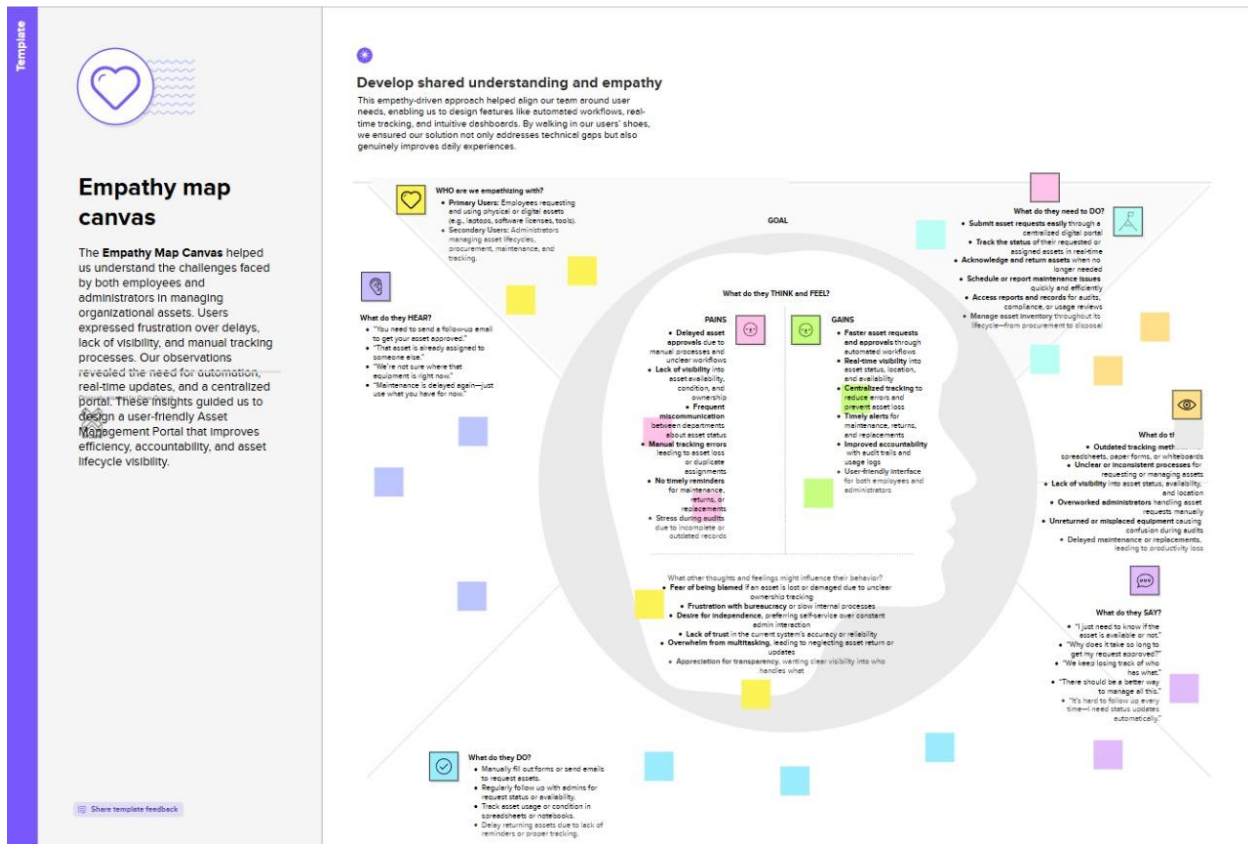 Template
Empathy map
canvas
The Empathy Map Canvas helped
us understand the challenges faced
by both employees and
administrators in managing
organizational assets. Users
expressed frustration over delays,
lack of visibility, and manual tracking
processes. Our observations
revealed the need for automation,
real-time updates, and a centralized
portal. These insights guided us to
design a user-friendly Asset
Management Portal that improves
efficiency, accountability, and asset
lifecycle visibility.
Share template feedback
Develop shared understanding and empathy
This empathy-driven approach helped align our team around user
needs, enabling us to design features like automated workflows, real-
time tracking, and intuitive dashboards. By walking in our users' shoes,
we ensured our solution not only addresses technical gaps but also
genuinely improves daily experiences.
WHO are we empathizing with?
• Primary Users: Employees requesting
and using physical or digital assets
(e.g., laptops, software licenses, tools).
• Secondary Users: Administrators
managing asset lifecycles,
procurement, maintenance, and
tracking.
GOAL
What do they need to DO?
• Submit asset requests easily through a
centralized digital portal
• Track the status of their requested or
assigned assets in real-time
• Acknowledge and return assets when no
longer needed
• Schedule or report maintenance issues
quickly and efficiently
• Access reports and records for audits,
compliance, or usage reviews
• Manage asset inventory throughout its
lifecycle—from procurement to disposal
What do they HEAR?
• "You need to send a follow-up email
to get your asset approved."
• "That asset is already assigned to
someone else."
• "We're not sure where that
equipment is right now."
• "Maintenance is delayed again—just
use what you have for now."
What do they THINK and FEEL?
PAINS
• Delayed asset
approvals due to
manual processes and
unclear workflows
• Lack of visibility into
asset availability,
condition, and
ownership
• Frequent
miscommunication
between departments
about asset status
• Manual tracking errors
leading to asset loss
or duplicate
assignments
• No timely reminders
for maintenance,
returns, or
replacements
• Stress during audits
due to incomplete or
outdated records
GAINS
• Faster asset requests
and approvals through
automated workflows
• Real-time visibility into
asset status, location,
and availability
• Centralized tracking to
reduce errors and
prevent asset loss
• Timely alerts for
maintenance, returns,
and replacements
• Improved accountability
with audit trails and
usage logs
• User-friendly interface
for both employees and
administrators
What do th
• Outdated tracking meth
spreadsheets, paper forms, or whiteboards
• Unclear or inconsistent processes for
requesting or managing assets
• Lack of visibility into asset status, availability,
and location
• Overworked administrators handling asset
requests manually
• Unreturned or misplaced equipment causing
confusion during audits
• Delayed maintenance or replacements,
leading to productivity loss
What other thoughts and feelings might influence their behavior?
• Fear of being blamed if an asset is lost or damaged due to unclear
ownership tracking
• Frustration with bureaucracy or slow internal processes
• Desire for independence, preferring self-service over constant
admin interaction
• Lack of trust in the current system's accuracy or reliability
• Overwhelm from multitasking, leading to neglecting asset return or
updates
• Appreciation for transparency, wanting clear visibility into who
handles what
What do they SAY?
• "I just need to know if the
asset is available or not."
• "Why does it take so long to
get my request approved?"
• "We keep losing track of who
has what."
• "There should be a better way
to manage all this."
• "It's hard to follow up every
time—I need status updates
automatically."
What do they DO?
• Manually fill out forms or send emails
to request assets.
• Regularly follow up with admins for
request status or availability.
• Track asset usage or condition in
spreadsheets or notebooks.
• Delay returning assets due to lack of
reminders or proper tracking.